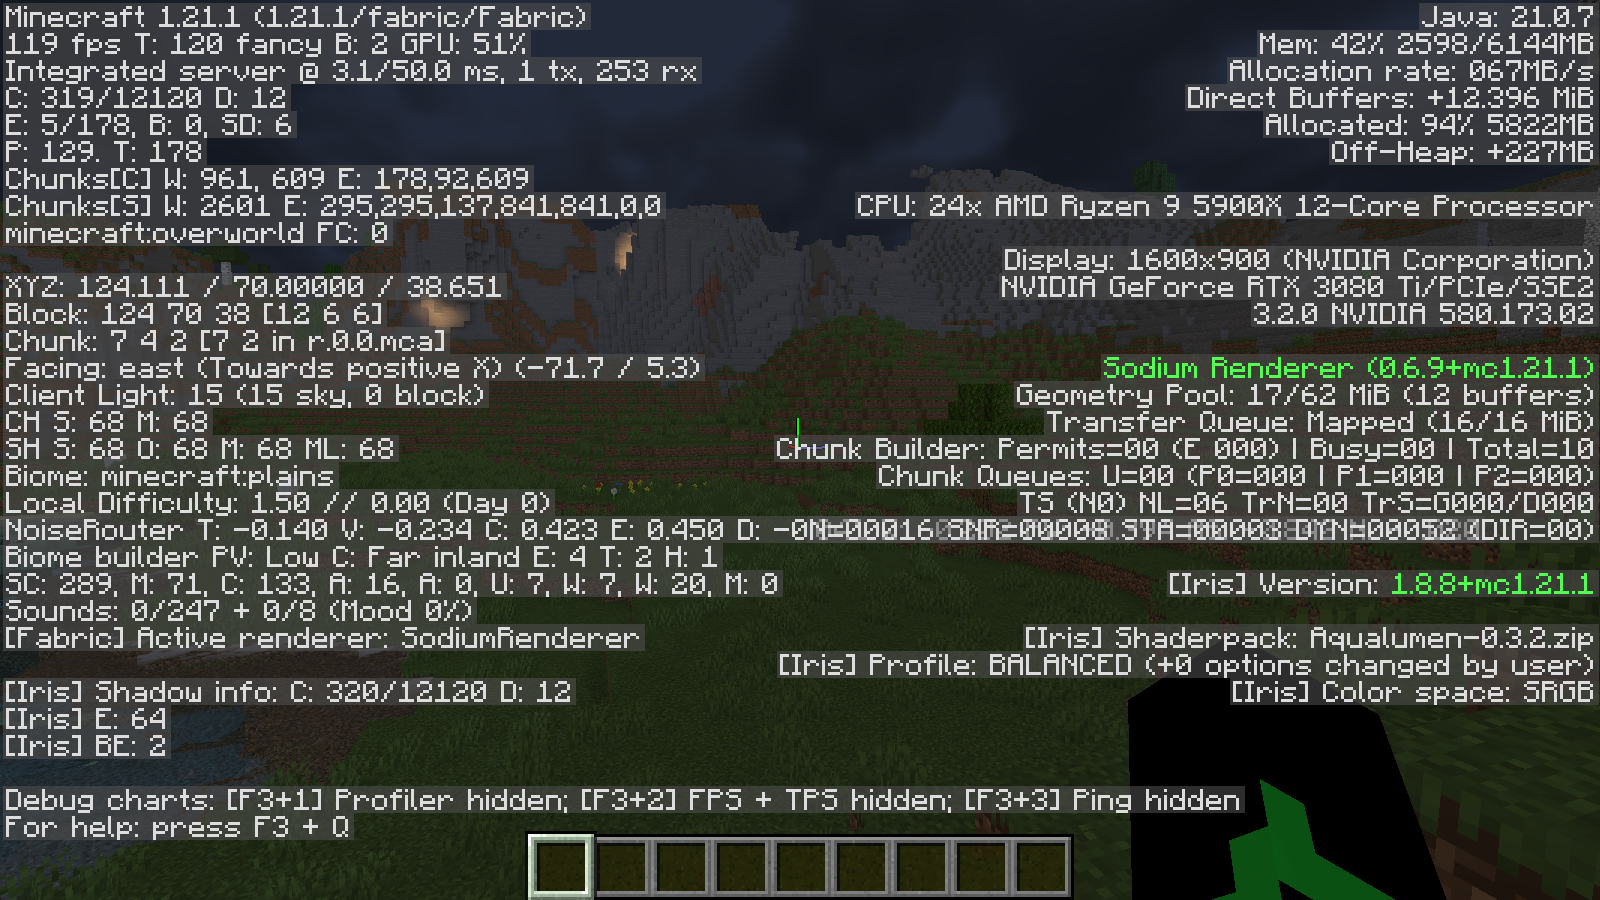 Minecraft 1.21.1 (1.21.1/fabric/Fabric)
119 fps T: 120 fancy B: 2 GPU: 51%
Integrated server @ 3.1/50.0 ms, 1 tx, 253 rx
C: 319/12120 D: 12
E: 5/178, B: 0, SD: 6
P: 129. T: 178
Chunks[C] W: 961, 609 E: 178,92,609
Chunks[S] W: 2601 E: 295,295,137,841,841,0,0
minecraft:overworld FC: 0
XYZ: 124.111 / 70.00000 / 38.651
Block: 124 70 38 [12 6 6]
Chunk: 7 4 2 [7 2 in r.0.0.mca]
Facing: east (Towards positive X) (-71.7 / 5.3)
Client Light: 15 (15 sky, 0 block)
CH S: 68 M: 68
SH S: 68 O: 68 M: 68 ML: 68
Biome: minecraft:plains
Local Difficulty: 1.50 // 0.00 (Day 0)
NoiseRouter T: -0.140 V: -0.234 C: 0.423 E: 0.450 D:
Biome builder PV: Low C: Far inland E: 4 T: 2 H: 1
SC: 289, M: 71, C: 133, A: 16, A: 0, U: 7, W: 7, W: 20, M: 0
Sounds: 0/247 + 0/8 (Mood 0%)
[Fabric] Active renderer: SodiumRenderer
[Iris] Shadow info: C: 320/12120 D: 12
[Iris] E: 64
[Iris] BE: 2
Debug charts: [F3+1] Profiler hidden; [F3+2] FPS + TPS hidden; [F3+3] Ping hidden
For help: press F3 + Q
Java: 21.0.7
Mem: 42% 2598/6144MB
Allocation rate: 067MB/s
Direct Buffers: +12.396 MiB
Allocated: 94% 5822MB
Off-Heap: +227MB
CPU: 24x AMD Ryzen 9 5900X 12-Core Processor
Display: 1600x900 (NVIDIA Corporation)
NVIDIA GeForce RTX 3080 Ti/PCIe/SSE2
3.2.0 NVIDIA 580.173.02
Sodium Renderer (0.6.9+mc1.21.1)
Geometry Pool: 17/62 MiB (12 buffers)
Transfer Queue: Mapped (16/16 MiB)
Chunk Builder: Permits=00 (E 000) | Busy=00 | Total=10
Chunk Queues: U=00 (P0=000 | P1=000 | P2=000)
TS (N0) NL=06 TrN=00 TrS=G000/D000
[Iris] Version: 1.8.8+mc1.21.1
[Iris] Shaderpack: Aqualumen-0.3.2.zip
[Iris] Profile: BALANCED (+0 options changed by user)
[Iris] Color space: SRGB